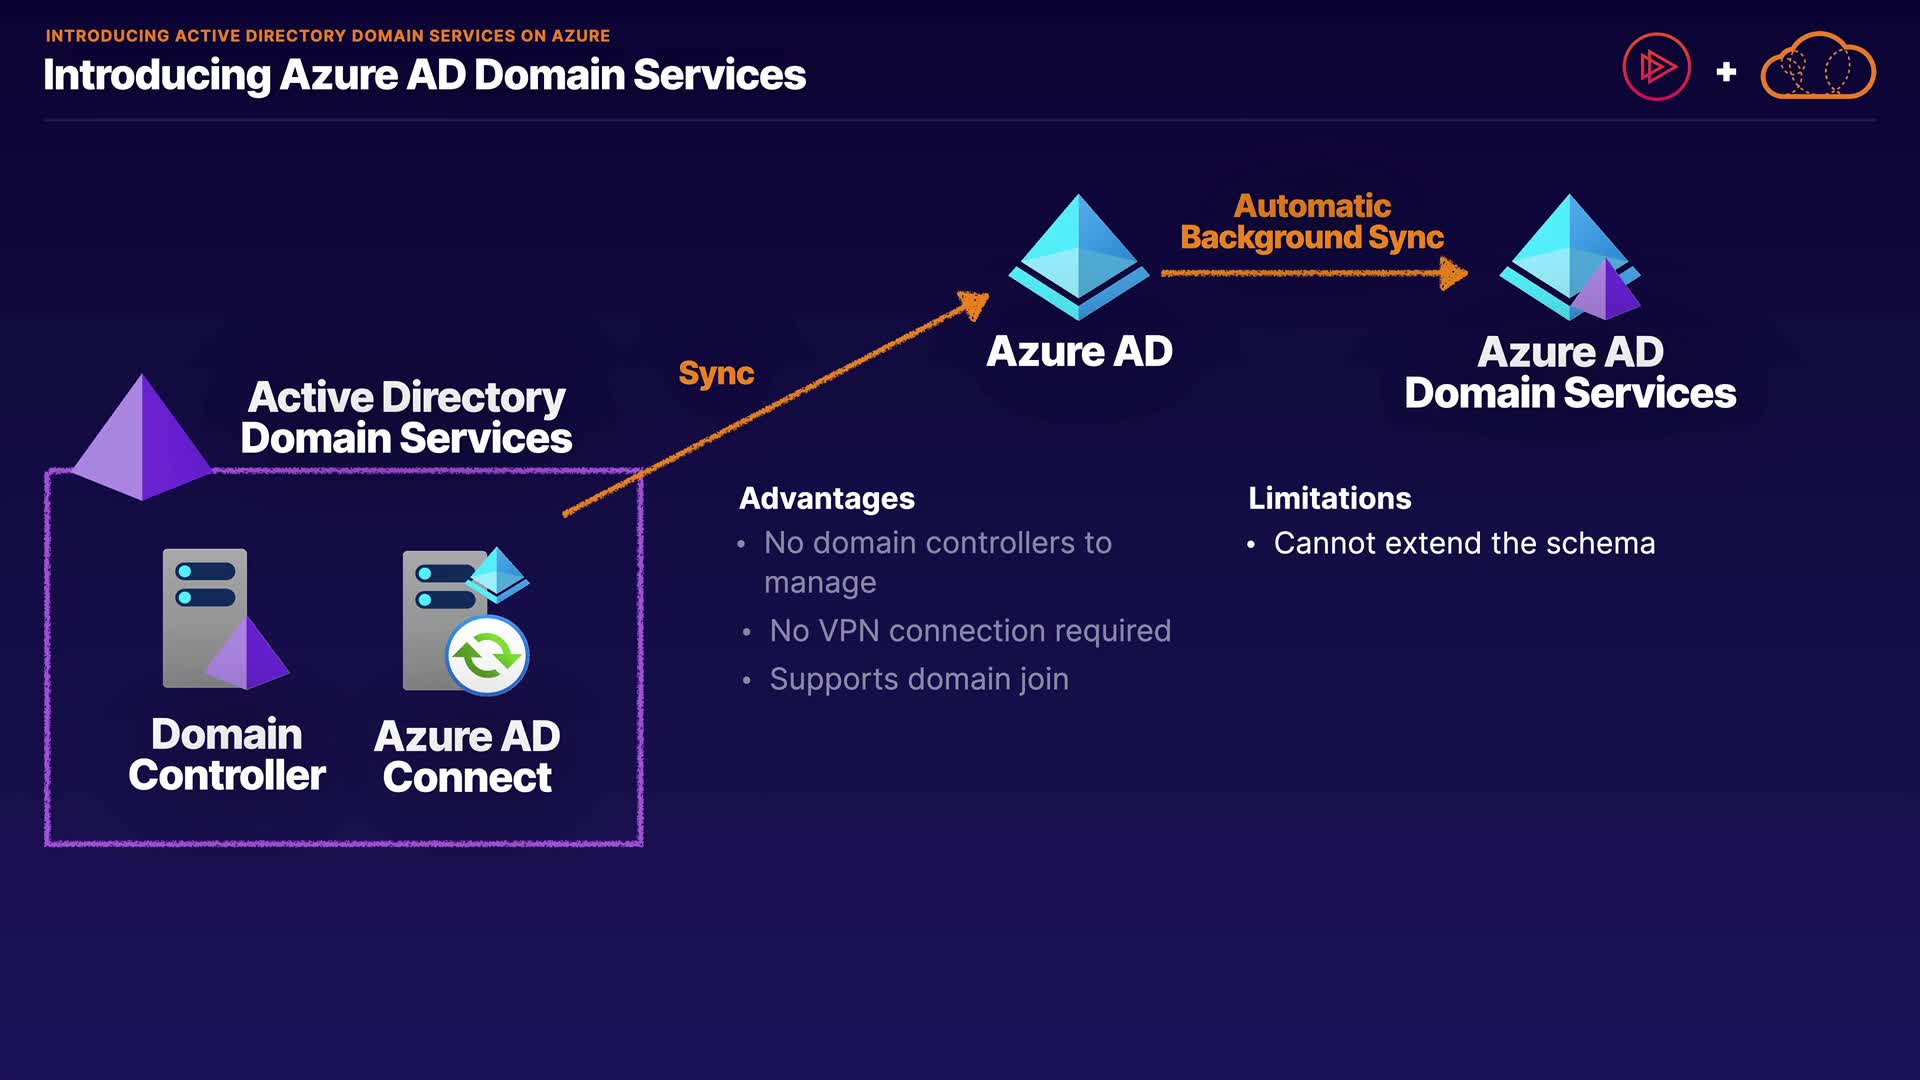 INTRODUCING ACTIVE DIRECTORY DOMAIN SERVICES ON AZURE
Introducing Azure AD Domain Services
+
Automatic
Background Sync
Azure AD
Azure AD
Domain Services
Sync
Active Directory
Domain Services
Domain
Controller
Azure AD
Connect
Advantages
• No domain controllers to
manage
• No VPN connection required
• Supports domain join
Limitations
• Cannot extend the schema